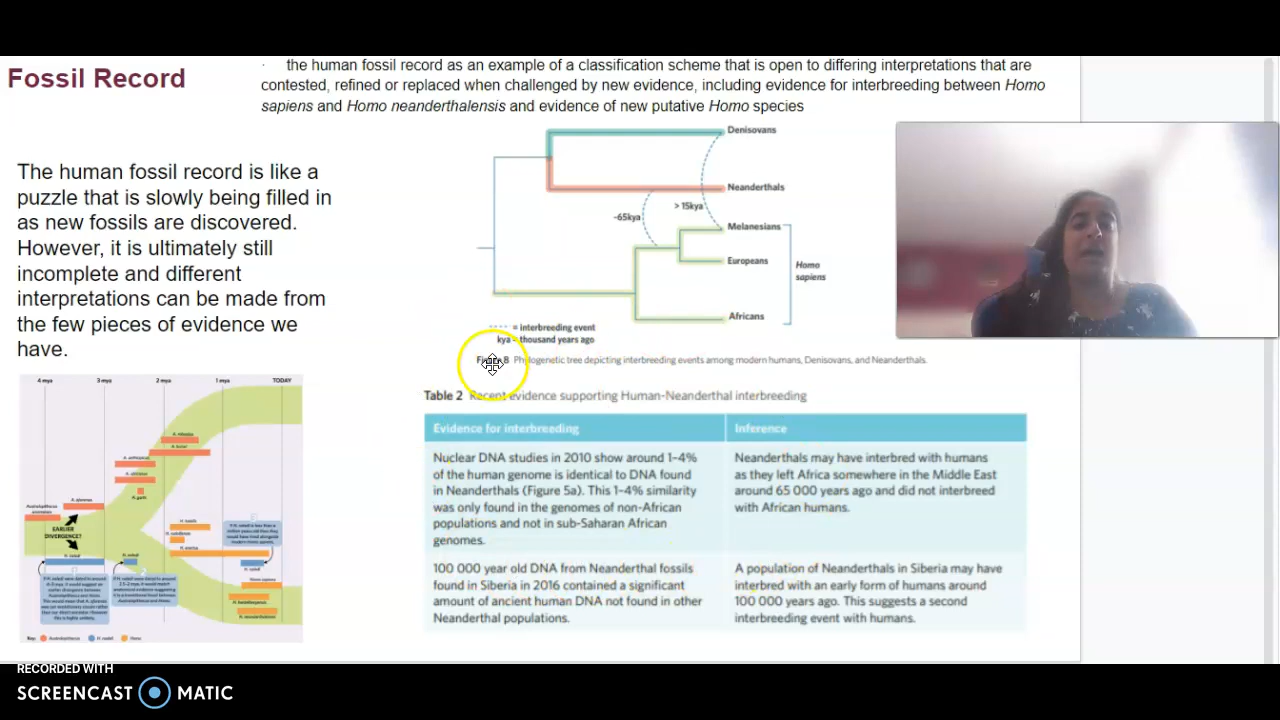 Fossil Record
· the human fossil record as an example of a classification scheme that is open to differing interpretations that are
contested, refined or replaced when challenged by new evidence, including evidence for interbreeding between Homo
sapiens and Homo neanderthalensis and evidence of new putative Homo species
The human fossil record is like a
puzzle that is slowly being filled in
as new fossils are discovered.
However, it is ultimately still
incomplete and different
interpretations can be made from
the few pieces of evidence we
have.
Denisovans
Neanderthals
> 15kya
~65kya
Melanesians
Europeans
Homo
sapiens
Africans
= interbreeding event
kya = thousand years ago
Figure 8 Phylogenetic tree depicting interbreeding events among modern humans, Denisovans, and Neanderthals.
Table 2 Recent evidence supporting Human-Neanderthal interbreeding
Evidence for interbreeding
Inference
Nuclear DNA studies in 2010 show around 1–4%
of the human genome is identical to DNA found
in Neanderthals (Figure 5a). This 1–4% similarity
was only found in the genomes of non-African
populations and not in sub-Saharan African
genomes.
Neanderthals may have interbred with humans
as they left Africa somewhere in the Middle East
around 65 000 years ago and did not interbreed
with African humans.
100 000 year old DNA from Neanderthal fossils
found in Siberia in 2016 contained a significant
amount of ancient human DNA not found in other
Neanderthal populations.
A population of Neanderthals in Siberia may have
interbred with an early form of humans around
100 000 years ago. This suggests a second
interbreeding event with humans.
4 mya
3 mya
2 mya
1 mya
TODAY
EARLIER
DIVERGENCE?
Homo sapiens
Key: Australopithecus H. naledi Homo
RECORDED WITH
SCREENCAST MATIC